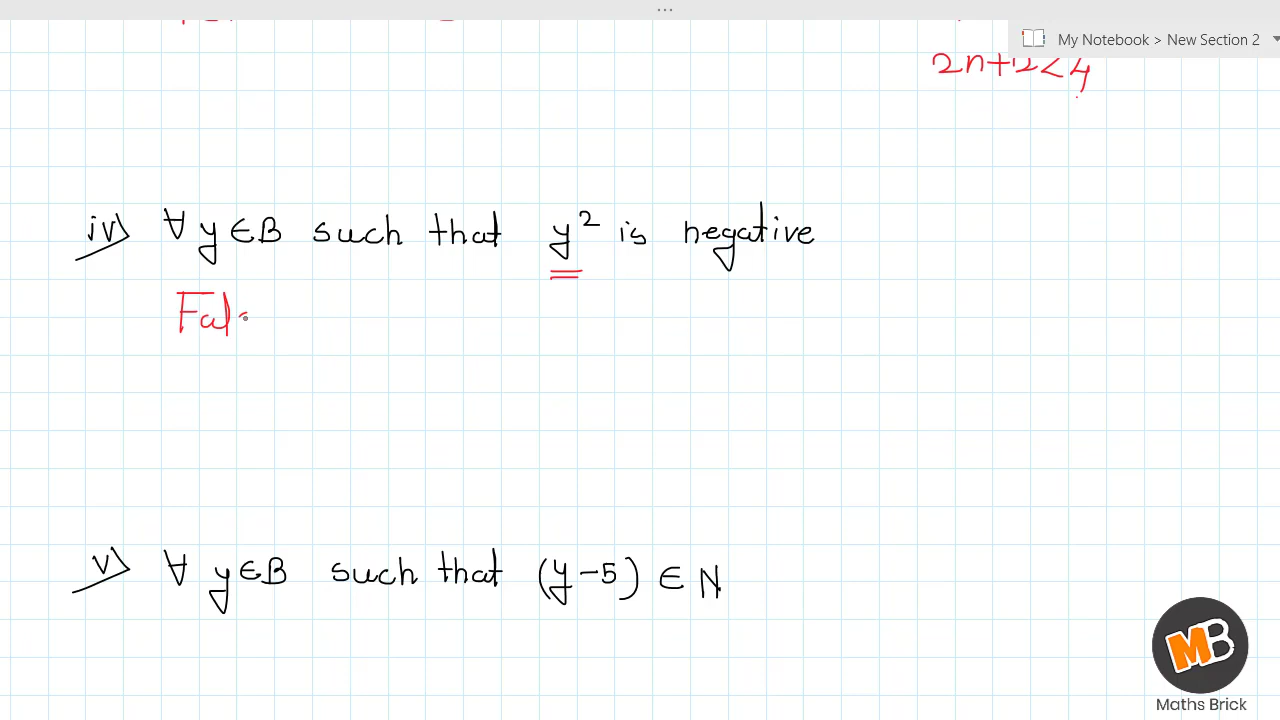 My Notebook > New Section 2
2n+2<4
iv) ∀ y∈B such that y² is negative
Fal
v) ∀ y∈B such that (y-5) ∈ N
MB
Maths Brick